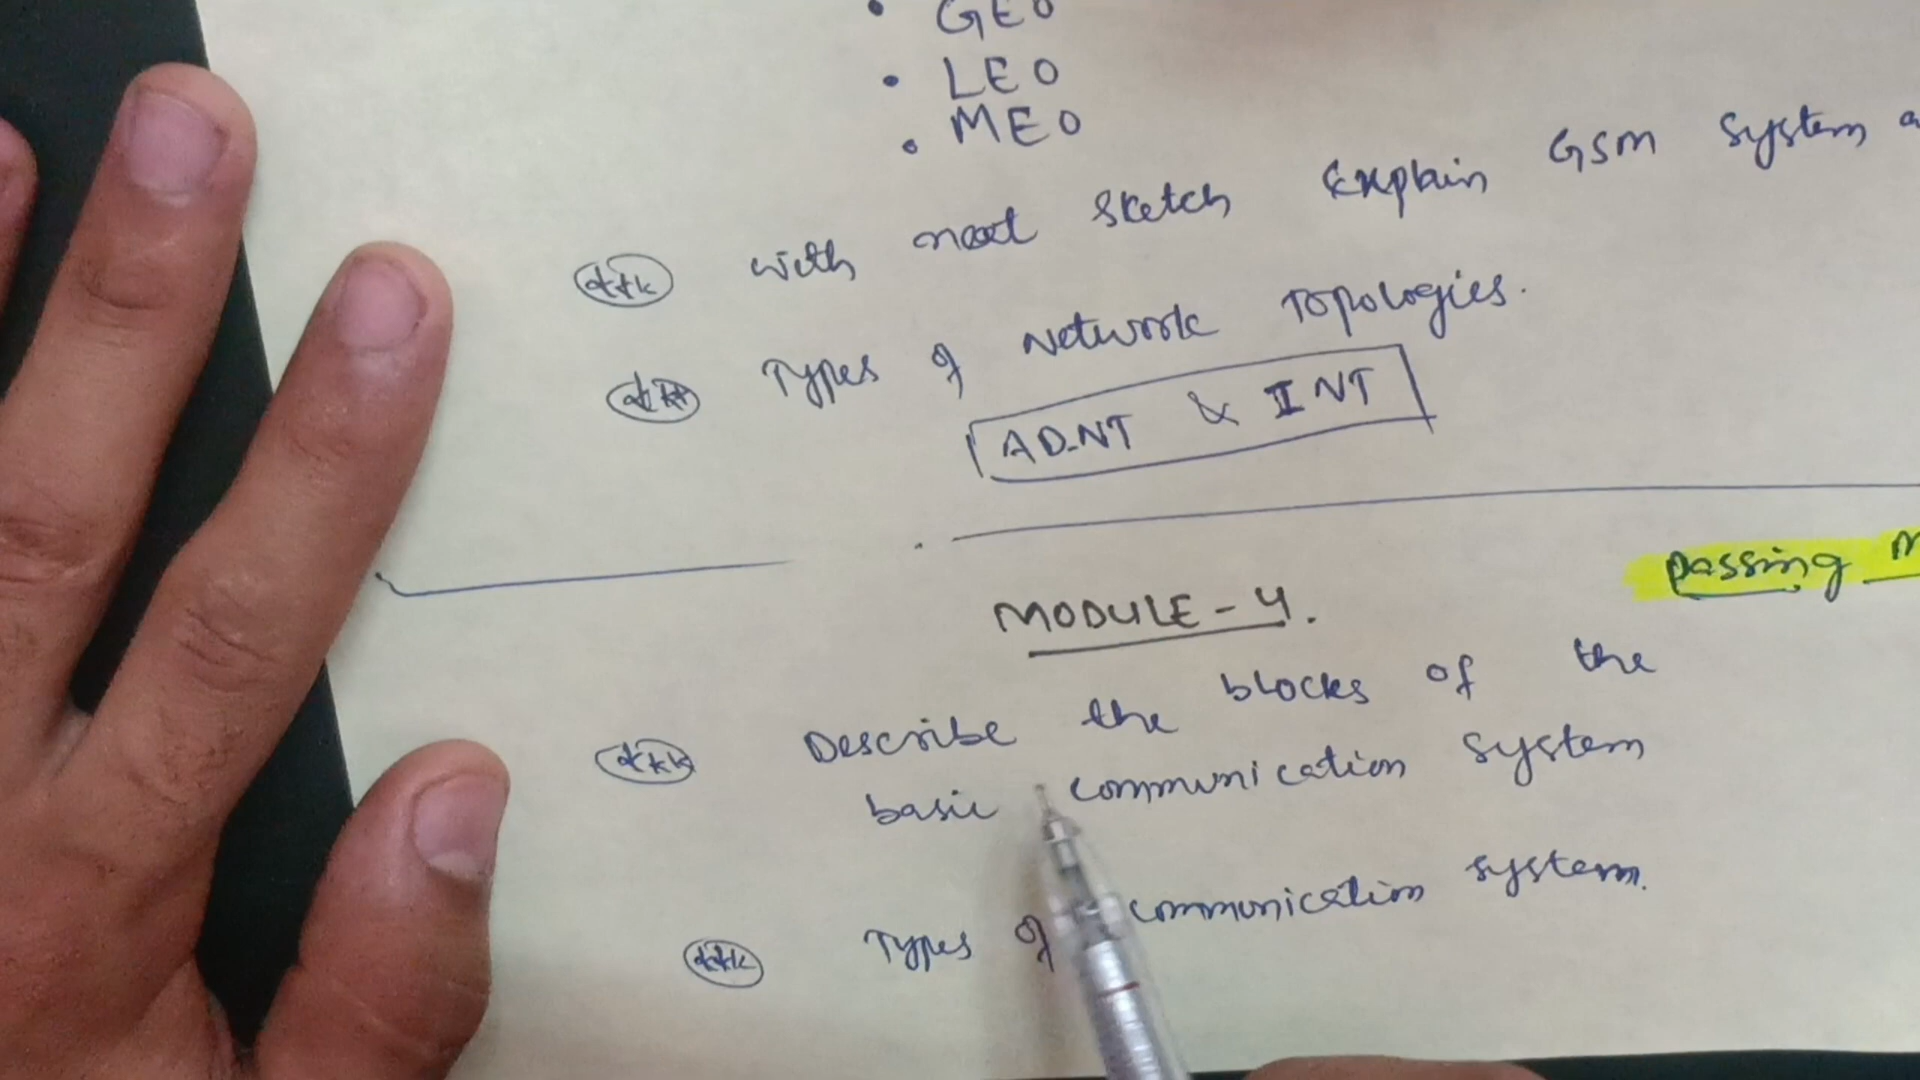 • GEO
• LEO
• MEO
*** with neat sketch Explain GSM System
*** Types of Network Topologies.
AD.NT & INT
MODULE-4.
passing
*** Describe the blocks of the
basic communication system
*** Types of communication system.